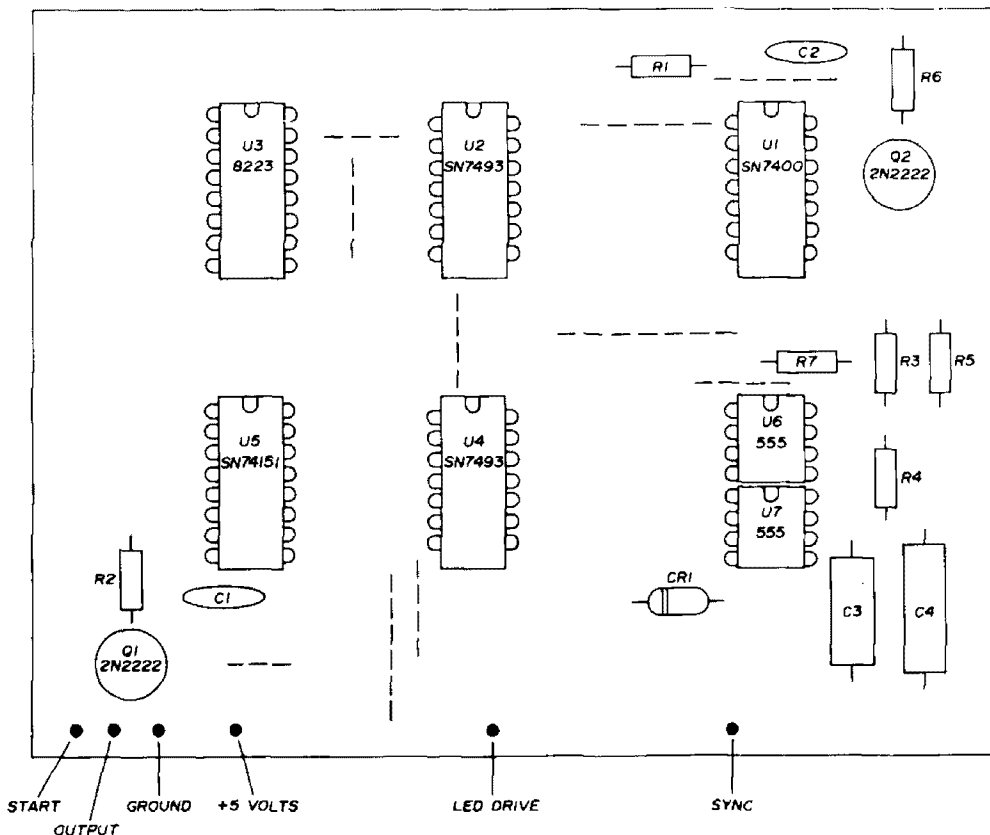 C2
R1
R6
U3
8223
U2
SN7493
U1
SN7400
Q2
2N2222
R7
R3
R5
U5
SN74151
U4
SN7493
U6
555
R4
U7
555
R2
C1
CR1
C3
C4
Q1
2N2222
START
OUTPUT
GROUND
+5 VOLTS
LED DRIVE
SYNC